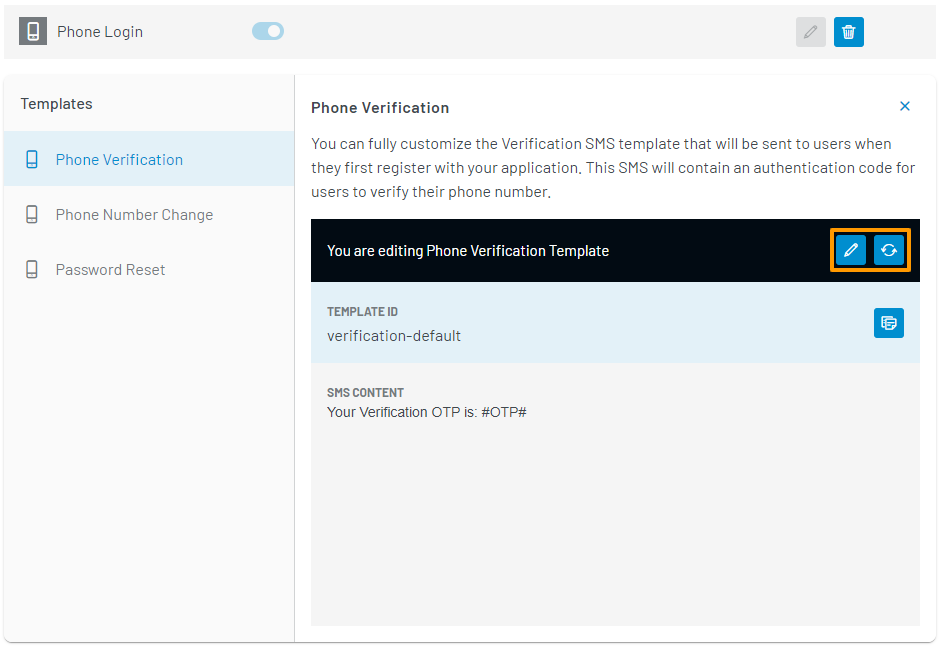 Phone Login
Templates
Phone Verification
Phone Number Change
Password Reset
Phone Verification
You can fully customize the Verification SMS template that will be sent to users when
they first register with your application. This SMS will contain an authentication code for
users to verify their phone number.
You are editing Phone Verification Template
TEMPLATE ID
verification-default
SMS CONTENT
Your Verification OTP is: #OTP#